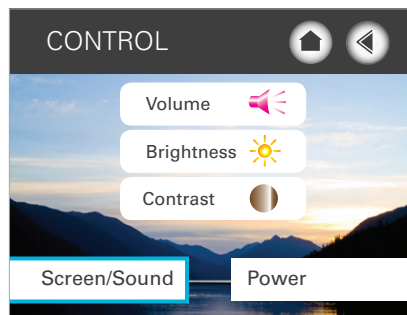 CONTROL
Volume
Brightness
Contrast
Screen/Sound
Power